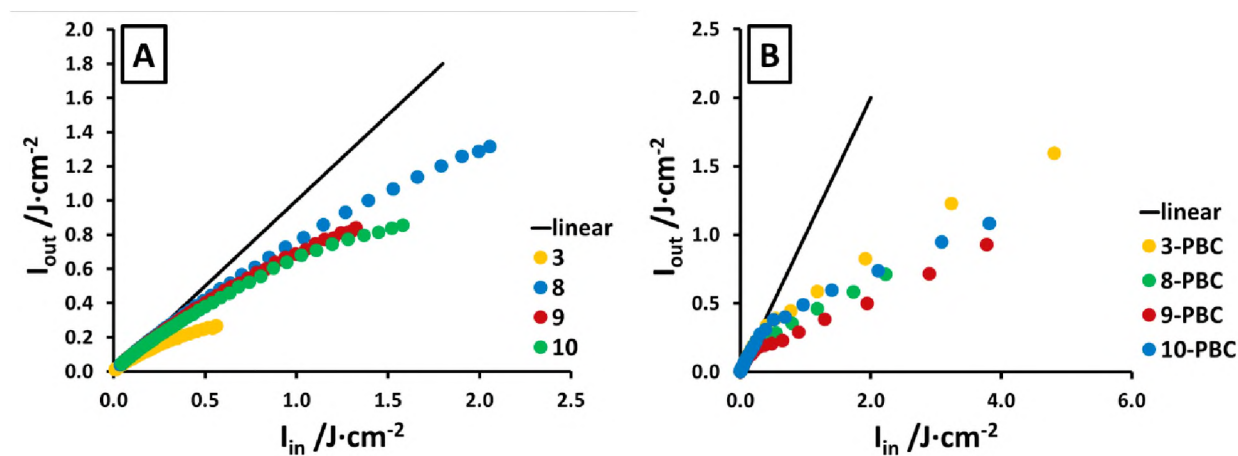 A
I_out /J·cm⁻²
2.0
1.8
1.6
1.4
1.2
1.0
0.8
0.6
0.4
0.2
0.0
0.0 0.5 1.0 1.5 2.0 2.5
I_in /J·cm⁻²
linear
3
8
9
10
B
I_out /J·cm⁻²
2.5
2.0
1.5
1.0
0.5
0.0
0.0 2.0 4.0 6.0
I_in /J·cm⁻²
linear
3-PBC
8-PBC
9-PBC
10-PBC